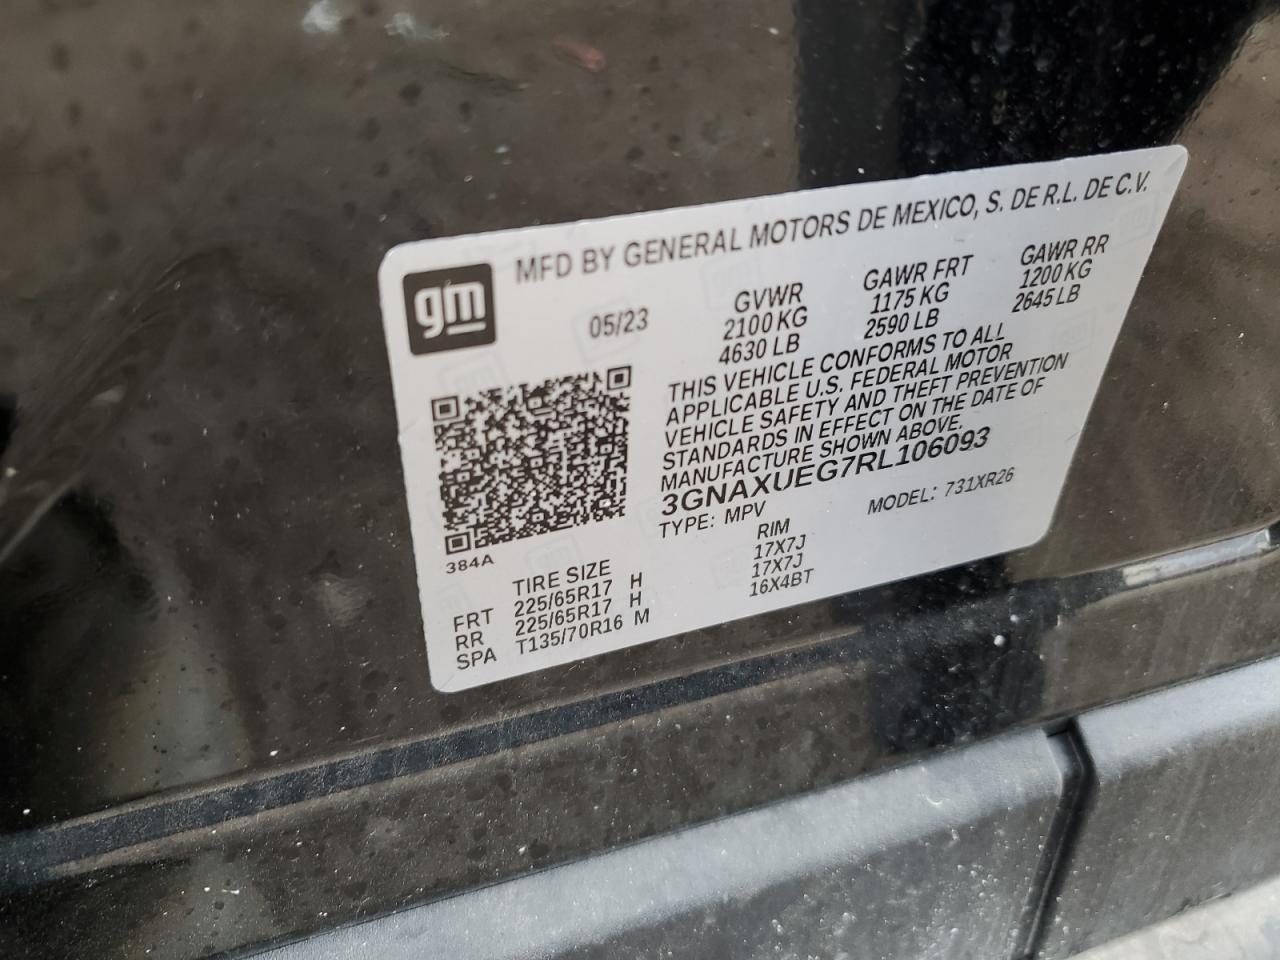 MFD BY GENERAL MOTORS DE MEXICO, S. DE R.L. DE C.V.
gm
05/23
GVWR GAWR FRT GAWR RR
2100 KG 1175 KG 1200 KG
4630 LB 2590 LB 2645 LB
THIS VEHICLE CONFORMS TO ALL
APPLICABLE U.S. FEDERAL MOTOR
VEHICLE SAFETY AND THEFT PREVENTION
STANDARDS IN EFFECT ON THE DATE OF
MANUFACTURE SHOWN ABOVE.
3GNAXUEG7RL106093
TYPE: MPV MODEL: 731XR26
384A
TIRE SIZE RIM
FRT 225/65R17 H 17X7J
RR 225/65R17 H 17X7J
SPA T135/70R16 M 16X4BT